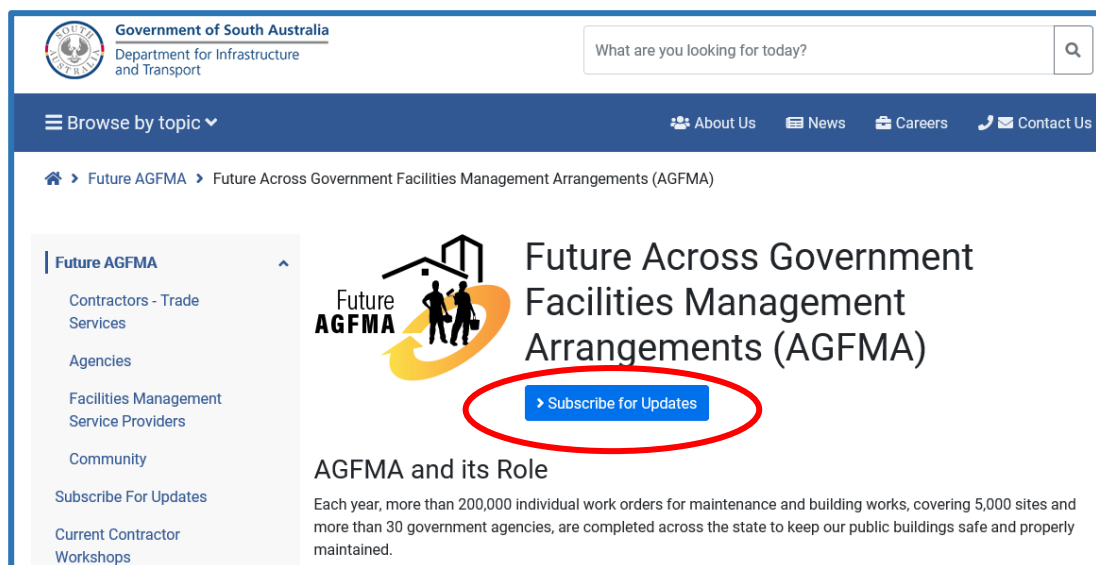 SOUTH
AUSTRALIA
Government of South Australia
Department for Infrastructure
and Transport
What are you looking for today?
Browse by topic
About Us
News
Careers
Contact Us
Future AGFMA
Future Across Government Facilities Management Arrangements (AGFMA)
Future AGFMA
Contractors - Trade
Services
Agencies
Facilities Management
Service Providers
Community
Subscribe For Updates
Current Contractor
Workshops
Future
AGFMA
Future Across Government
Facilities Management
Arrangements (AGFMA)
Subscribe for Updates
AGFMA and its Role
Each year, more than 200,000 individual work orders for maintenance and building works, covering 5,000 sites and
more than 30 government agencies, are completed across the state to keep our public buildings safe and properly
maintained.